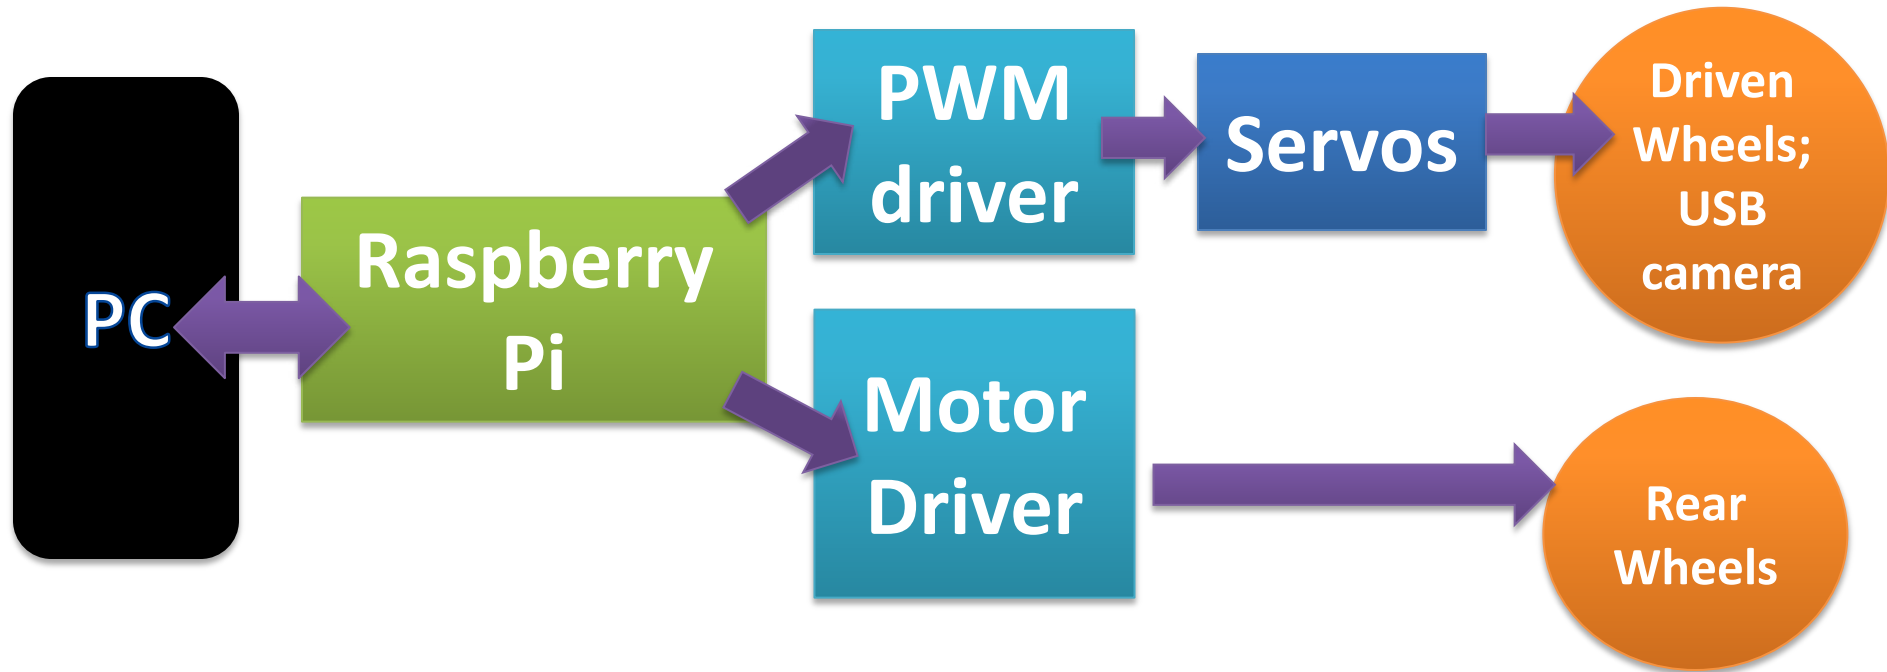 PC
Raspberry
Pi
PWM
driver
Servos
Driven
Wheels;
USB
camera
Motor
Driver
Rear
Wheels